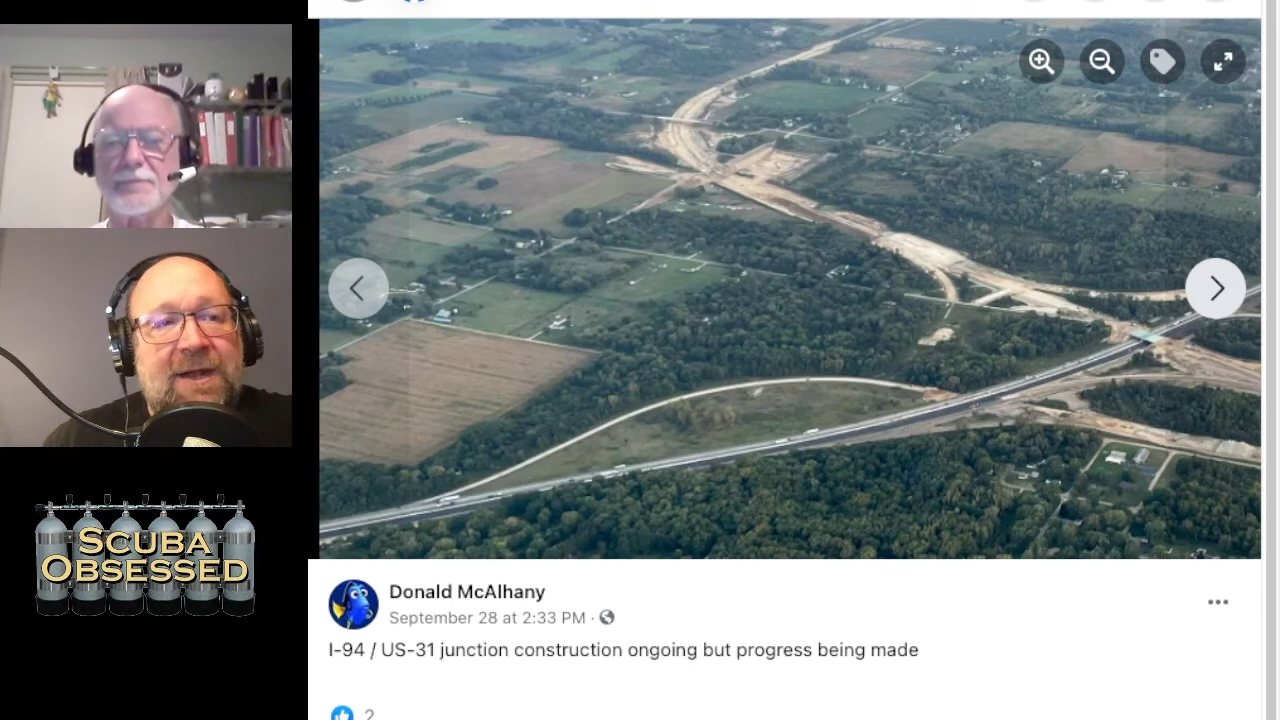 SCUBA
OBSESSED
Donald McAlhany
September 28 at 2:33 PM ·
I-94 / US-31 junction construction ongoing but progress being made
2